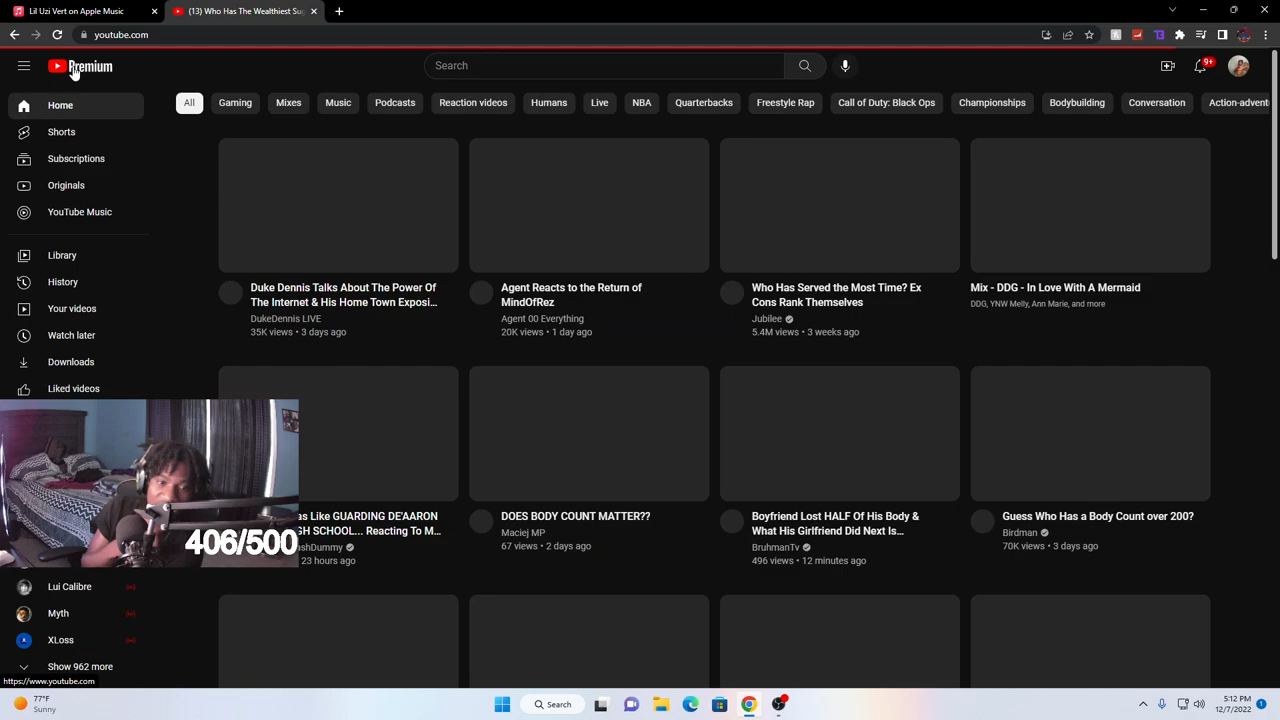 Lil Uzi Vert on Apple Music
(13) Who Has The Wealthiest Sug
youtube.com
Premium
Search
9+
Home
Shorts
Subscriptions
Originals
YouTube Music
Library
History
Your videos
Watch later
Downloads
Liked videos
All
Gaming
Mixes
Music
Podcasts
Reaction videos
Humans
Live
NBA
Quarterbacks
Freestyle Rap
Call of Duty: Black Ops
Championships
Bodybuilding
Conversation
Action-advent
Duke Dennis Talks About The Power Of
The Internet & His Home Town Exposi...
DukeDennis LIVE
35K views • 3 days ago
Agent Reacts to the Return of
MindOfRez
Agent 00 Everything
20K views • 1 day ago
Who Has Served the Most Time? Ex
Cons Rank Themselves
Jubilee
5.4M views • 3 weeks ago
Mix - DDG - In Love With A Mermaid
DDG, YNW Melly, Ann Marie, and more
as Like GUARDING DE'AARON
GH SCHOOL... Reacting To M...
ashDummy
23 hours ago
DOES BODY COUNT MATTER??
Maciej MP
67 views • 2 days ago
Boyfriend Lost HALF Of His Body &
What His Girlfriend Did Next Is...
BruhmanTv
496 views • 12 minutes ago
Guess Who Has a Body Count over 200?
Birdman
70K views • 3 days ago
406/500
Lui Calibre
Myth
XLoss
Show 962 more
https://www.youtube.com
77°F
Sunny
Search
5:12 PM
12/7/2022
1